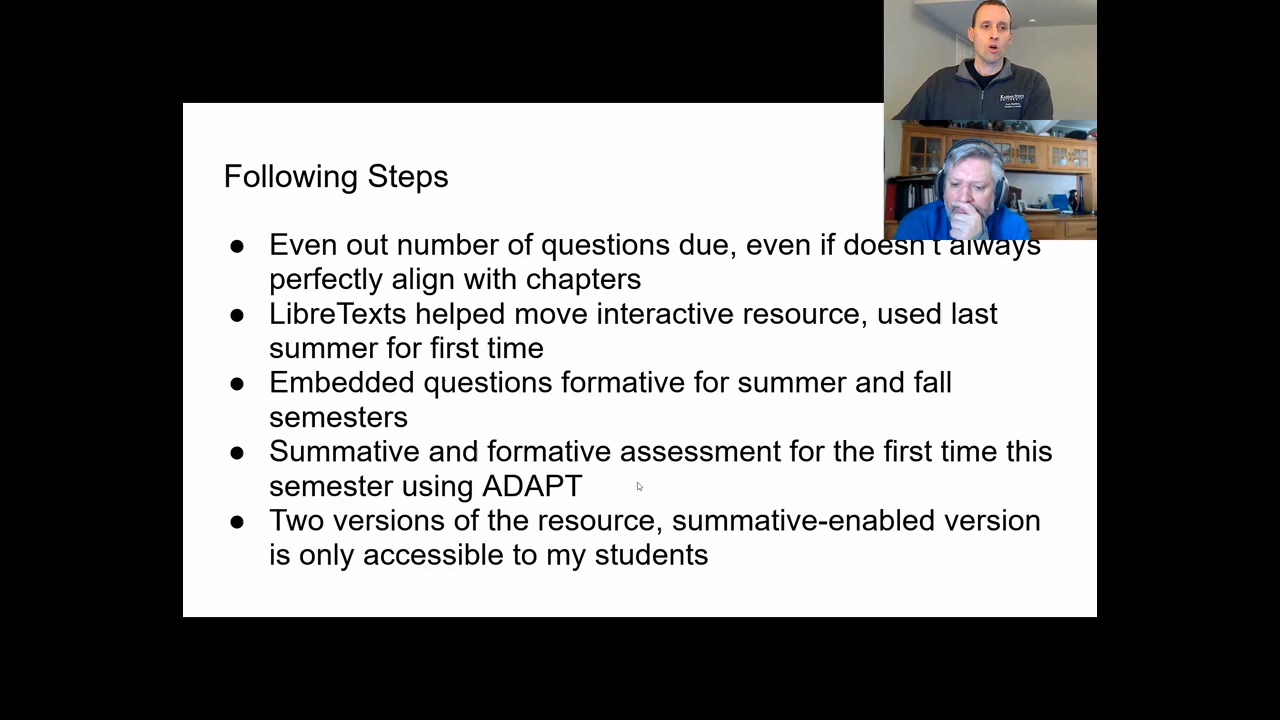 Following Steps
● Even out number of questions due, even if doesn't always
perfectly align with chapters
● LibreTexts helped move interactive resource, used last
summer for first time
● Embedded questions formative for summer and fall
semesters
● Summative and formative assessment for the first time this
semester using ADAPT
● Two versions of the resource, summative-enabled version
is only accessible to my students